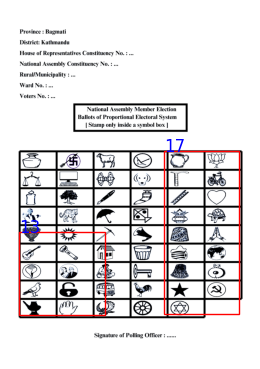 Province : Bagmati
District: Kathmandu
House of Representatives Constituency No. : ...
National Assembly Constituency No. : ...
Rural/Municipality : ...
Ward No. : ...
Voters No. : ...
National Assembly Member Election
Ballots of Proportional Electoral System
[ Stamp only inside a symbol box ]
17
13
Signature of Polling Officer : ......